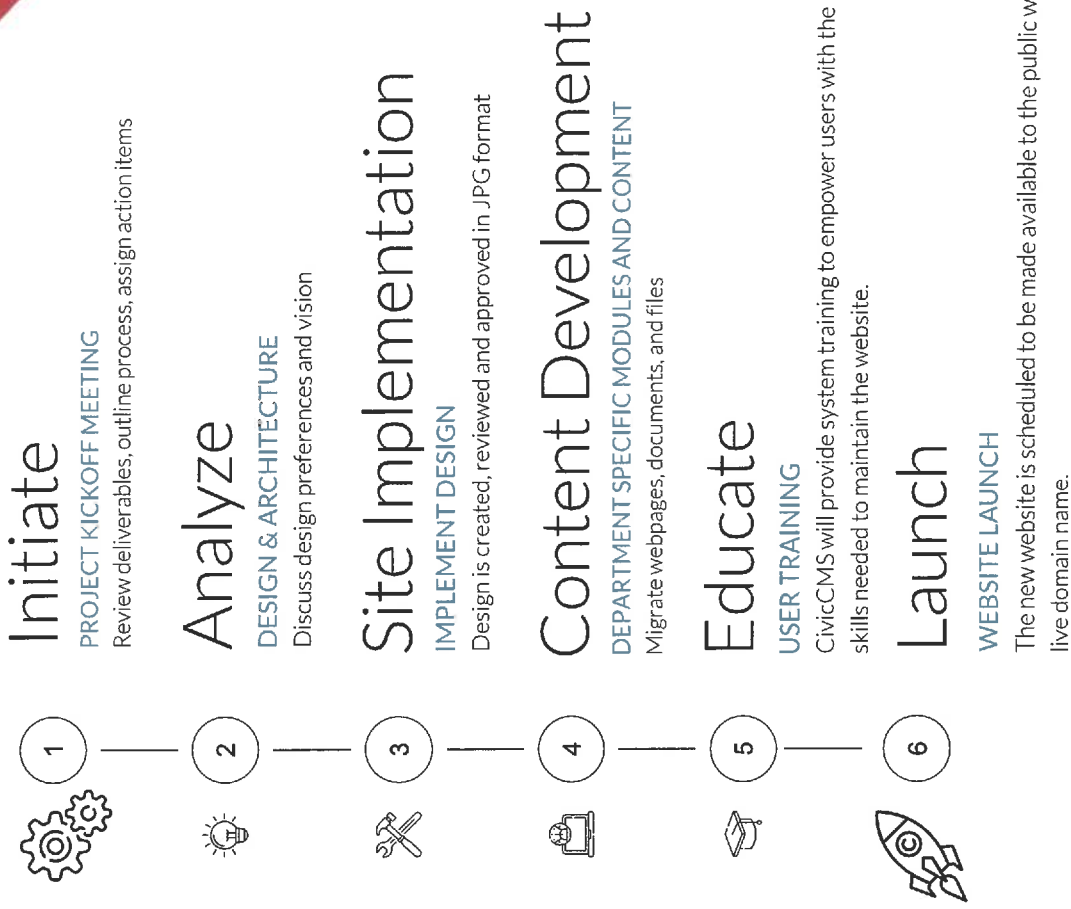 1
Initiate
PROJECT KICKOFF MEETING
Review deliverables, outline process, assign action items
2
Analyze
DESIGN & ARCHITECTURE
Discuss design preferences and vision
3
Site Implementation
IMPLEMENT DESIGN
Design is created, reviewed and approved in JPG format
4
Content Development
DEPARTMENT SPECIFIC MODULES AND CONTENT
Migrate webpages, documents, and files
5
Educate
USER TRAINING
CivicCMS will provide system training to empower users with the
skills needed to maintain the website.
6
Launch
WEBSITE LAUNCH
The new website is scheduled to be made available to the public
live domain name.